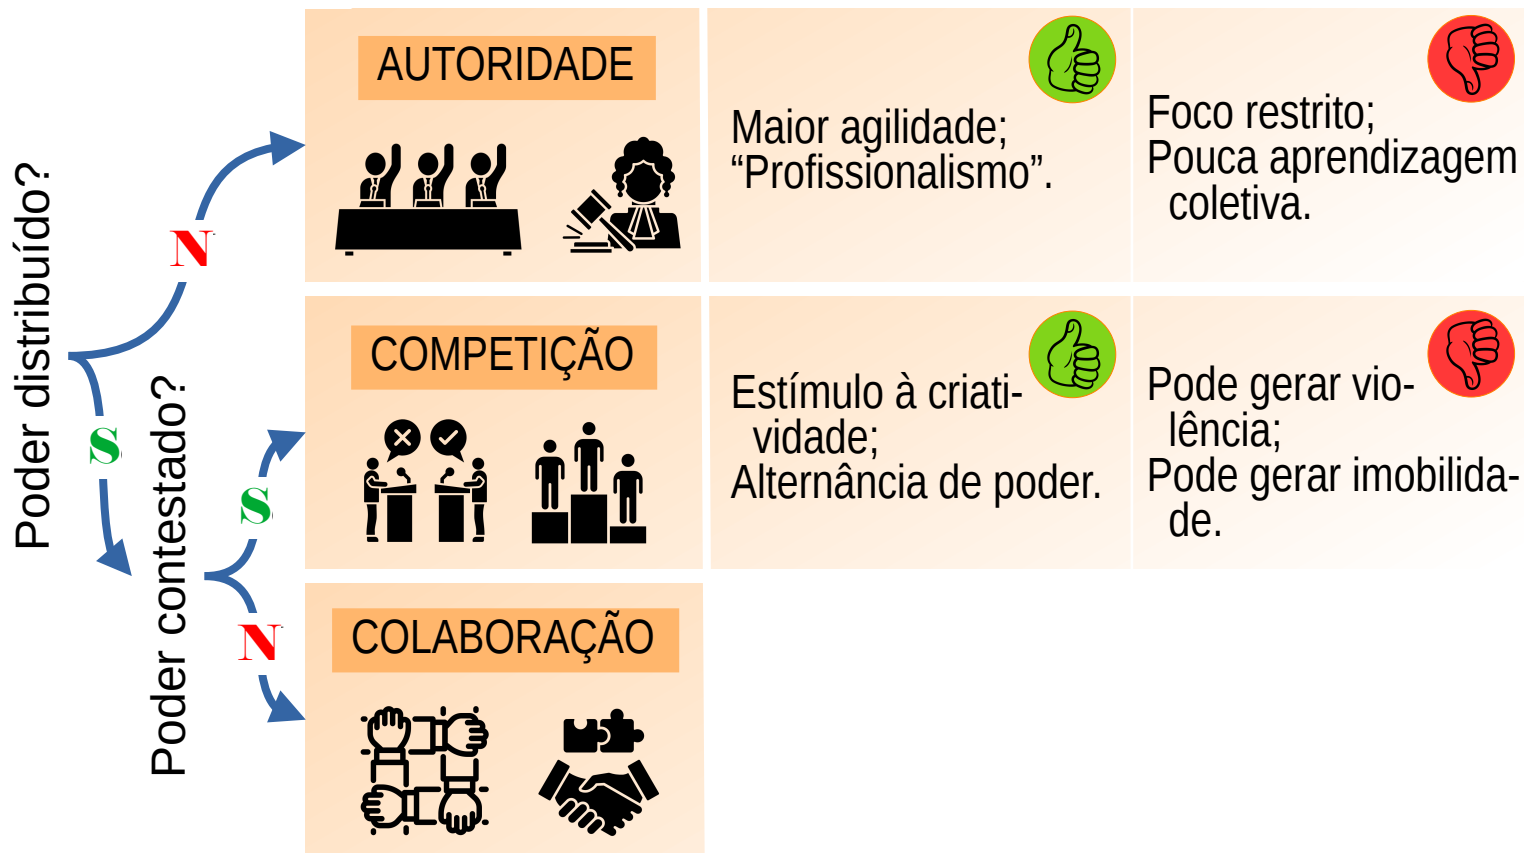 Poder distribuído?
N
S
Poder contestado?
S
N
AUTORIDADE
Maior agilidade;
“Profissionalismo”.
Foco restrito;
Pouca aprendizagem
coletiva.
COMPETIÇÃO
Estímulo à criati-
vidade;
Alternância de poder.
Pode gerar vio-
lência;
Pode gerar imobilida-
de.
COLABORAÇÃO